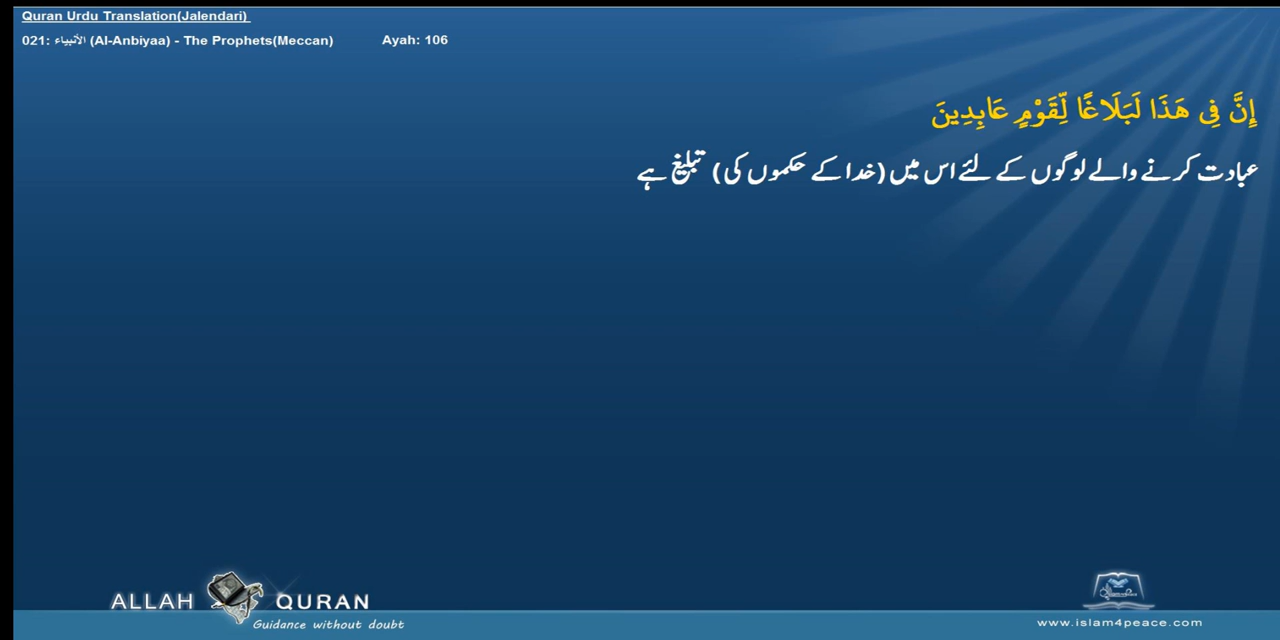 Quran Urdu Translation(Jalendari)
021: الأنبياء (Al-Anbiyaa) - The Prophets(Meccan) Ayah: 106
إِنَّ فِي هَذَا لَبَلَاغًا لِّقَوْمٍ عَابِدِينَ
عبادت کرنے والے لوگوں کے لئے اس میں (خدا کے حکموں کی) تبلیغ ہے
ALLAH QURAN
Guidance without doubt
www.islam4peace.com